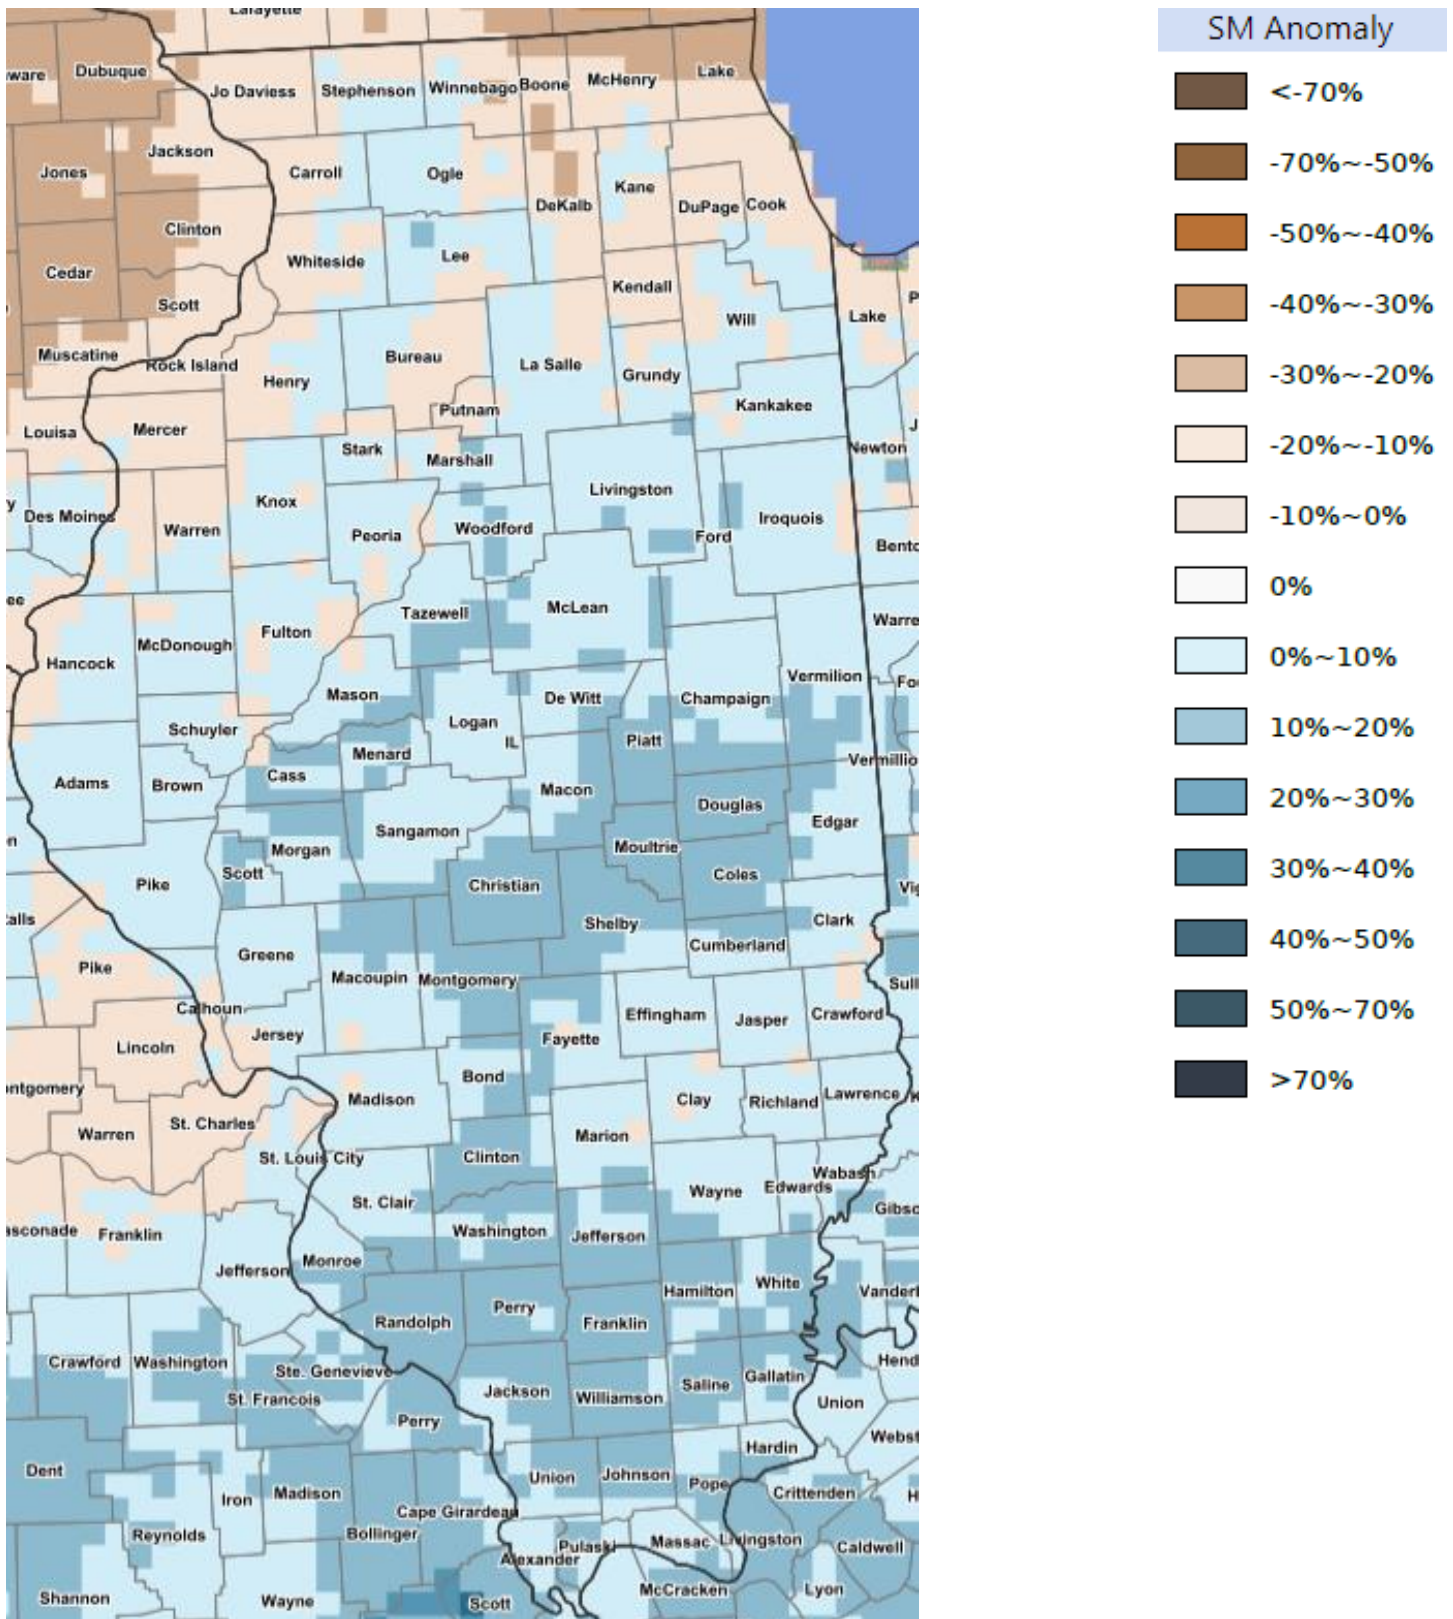 Lafayette
SM Anomaly
<-70%
-70%~-50%
-50%~-40%
-40%~-30%
-30%~-20%
-20%~-10%
-10%~0%
0%
0%~10%
10%~20%
20%~30%
30%~40%
40%~50%
50%~70%
>70%
Dubuque
Jo Daviess
Stephenson
Winnebago
Boone
McHenry
Lake
Jones
Jackson
Carroll
Ogle
DeKalb
Kane
DuPage
Cook
Clinton
Cedar
Whiteside
Lee
Kendall
Scott
Will
Lake
Muscatine
Rock Island
Henry
Bureau
La Salle
Grundy
Putnam
Kankakee
Louisa
Mercer
Stark
Marshall
Newton
Des Moines
Warren
Knox
Peoria
Woodford
Livingston
Ford
Iroquois
Hancock
McDonough
Fulton
Tazewell
McLean
Mason
De Witt
Champaign
Vermilion
Schuyler
Logan
IL
Menard
Piatt
Adams
Brown
Cass
Macon
Douglas
Sangamon
Edgar
Morgan
Moultrie
Pike
Scott
Christian
Coles
Shelby
Clark
Cumberland
Greene
Pike
Macoupin
Montgomery
Calhoun
Effingham
Jasper
Crawford
Lincoln
Jersey
Fayette
Bond
Madison
Clay
Richland
Lawrence
Warren
St. Charles
Marion
St. Louis City
Clinton
Wabash
St. Clair
Wayne
Edwards
Franklin
Washington
Jefferson
Jefferson
Monroe
Hamilton
White
Randolph
Perry
Franklin
Crawford
Washington
Ste. Genevieve
St. Francois
Jackson
Williamson
Saline
Gallatin
Union
Perry
Hardin
Dent
Iron
Madison
Union
Johnson
Pope
Crittenden
Cape Girardeau
Reynolds
Bollinger
Alexander
Pulaski
Massac
Livingston
Caldwell
Shannon
Wayne
Scott
McCracken
Lyon